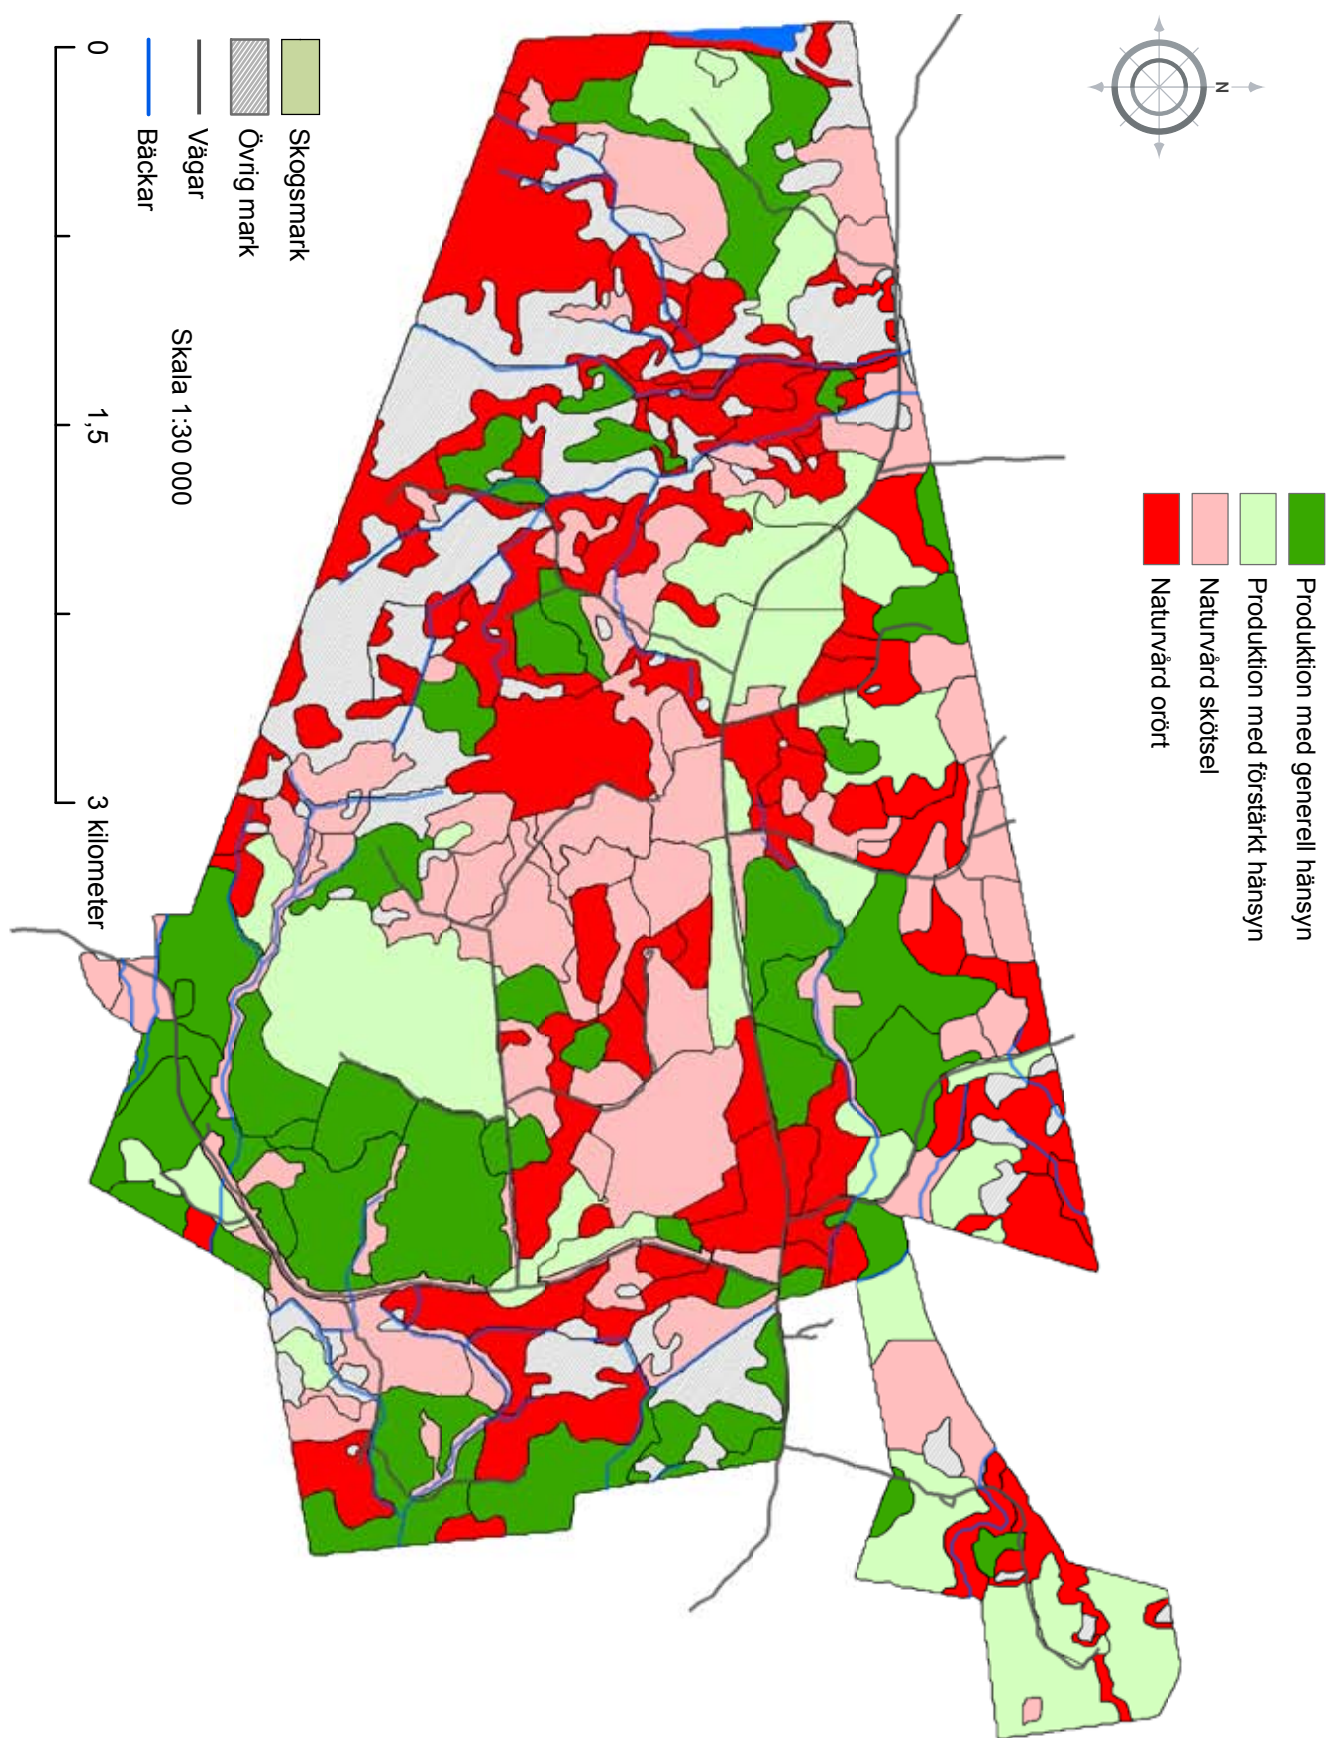 N
Produktion med generell hänsyn
Produktion med förstärkt hänsyn
Naturvård skötsel
Naturvård orört
Skogsmark
Övrig mark
Vägar
Bäckar
Skala 1:30 000
0 1,5 3 kilometer